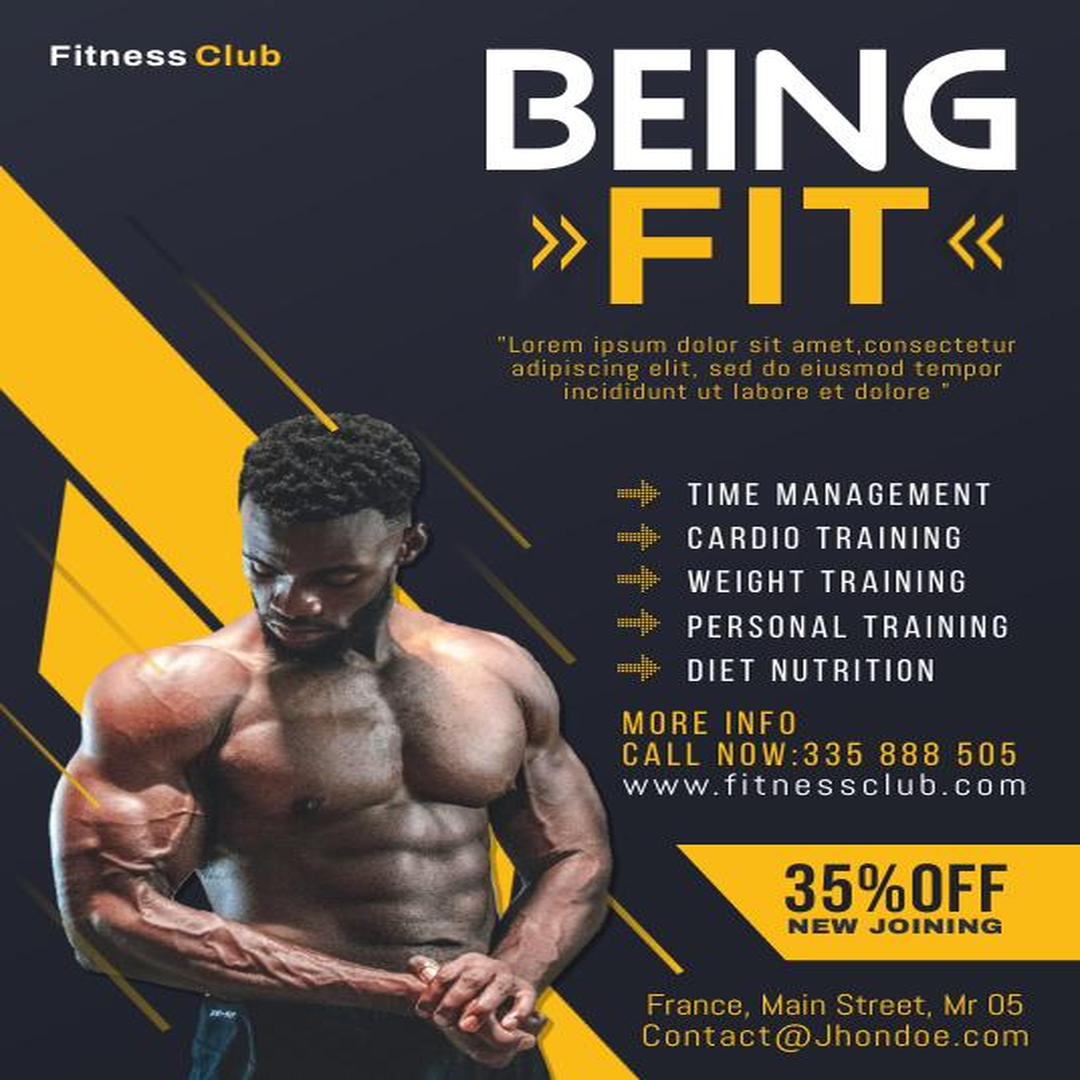 Fitness Club
BEING
FIT
"Lorem ipsum dolor sit amet,consectetur
adipiscing elit, sed do eiusmod tempor
incididunt ut labore et dolore "
TIME MANAGEMENT
CARDIO TRAINING
WEIGHT TRAINING
PERSONAL TRAINING
DIET NUTRITION
MORE INFO
CALL NOW:335 888 505
www.fitnessclub.com
35%OFF
NEW JOINING
France, Main Street, Mr 05
Contact@Jhondoe.com